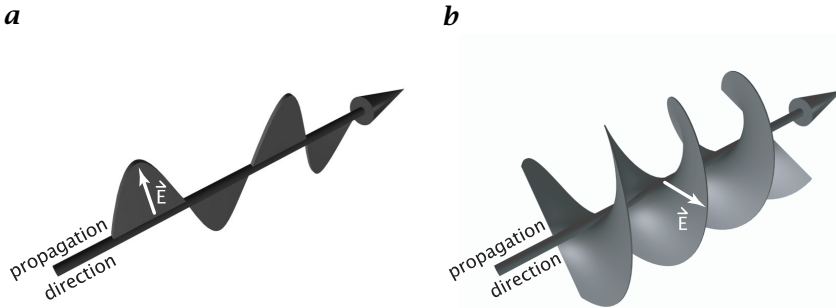 a
b
E
propagation
direction
E
propagation
direction